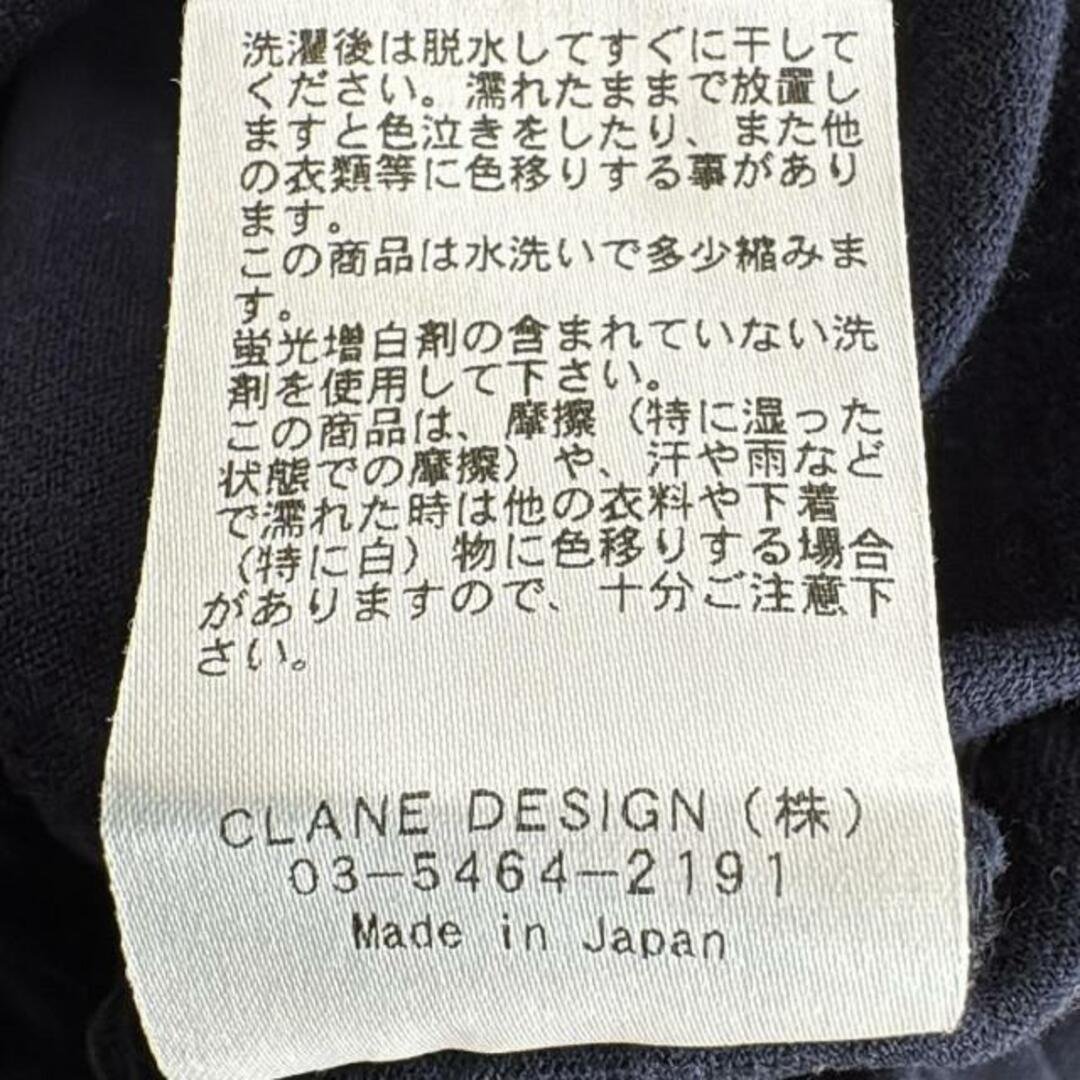 洗濯後は脱水してすぐに干して
ください。濡れたままで放置し
ますと色泣きをしたり、また他
の衣類等に色移りする事があり
ます。
この商品は水洗いで多少縮みま
す。
蛍光増白剤の含まれていない洗
剤を使用して下さい。
この商品は、摩擦（特に湿った
状態での摩擦）や、汗や雨など
で濡れた時は他の衣料や下着
（特に白）物に色移りする場合
がありますので、十分ご注意下
さい。
CLANE DESIGN（株）
03-5464-2191
Made in Japan